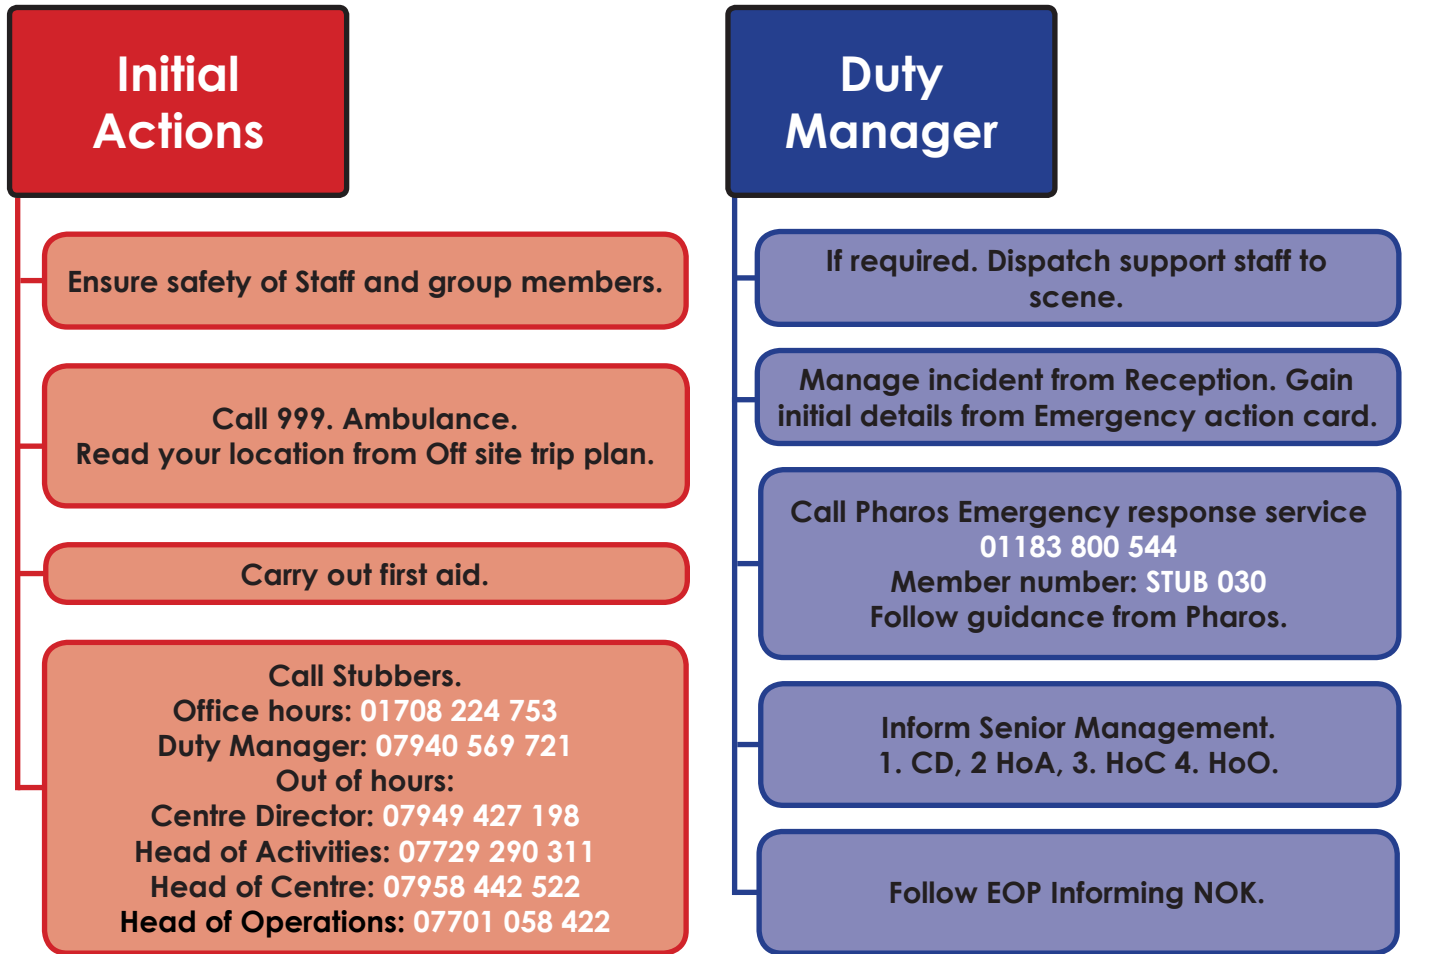 Initial
Actions
Ensure safety of Staff and group members.
Call 999. Ambulance.
Read your location from Off site trip plan.
Carry out first aid.
Call Stubbers.
Office hours: 01708 224 753
Duty Manager: 07940 569 721
Out of hours:
Centre Director: 07949 427 198
Head of Activities: 07729 290 311
Head of Centre: 07958 442 522
Head of Operations: 07701 058 422
Duty
Manager
If required. Dispatch support staff to
scene.
Manage incident from Reception. Gain
initial details from Emergency action card.
Call Pharos Emergency response service
01183 800 544
Member number: STUB 030
Follow guidance from Pharos.
Inform Senior Management.
1. CD, 2 HoA, 3. HoC 4. HoO.
Follow EOP Informing NOK.